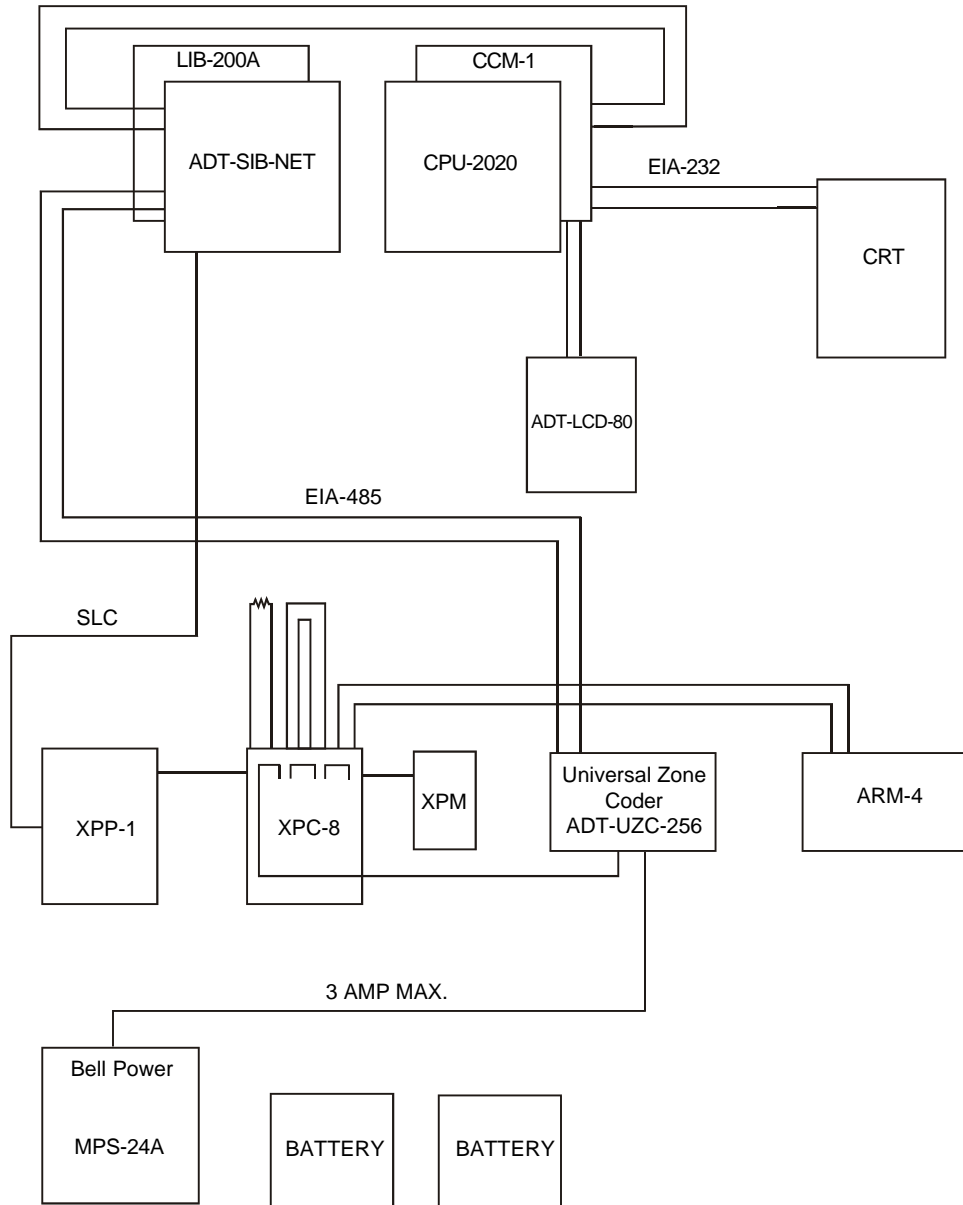 LIB-200A
CCM-1
ADT-SIB-NET
CPU-2020
EIA-232
CRT
ADT-LCD-80
EIA-485
SLC
XPP-1
XPC-8
XPM
Universal Zone
Coder
ADT-UZC-256
ARM-4
3 AMP MAX.
Bell Power
MPS-24A
BATTERY
BATTERY